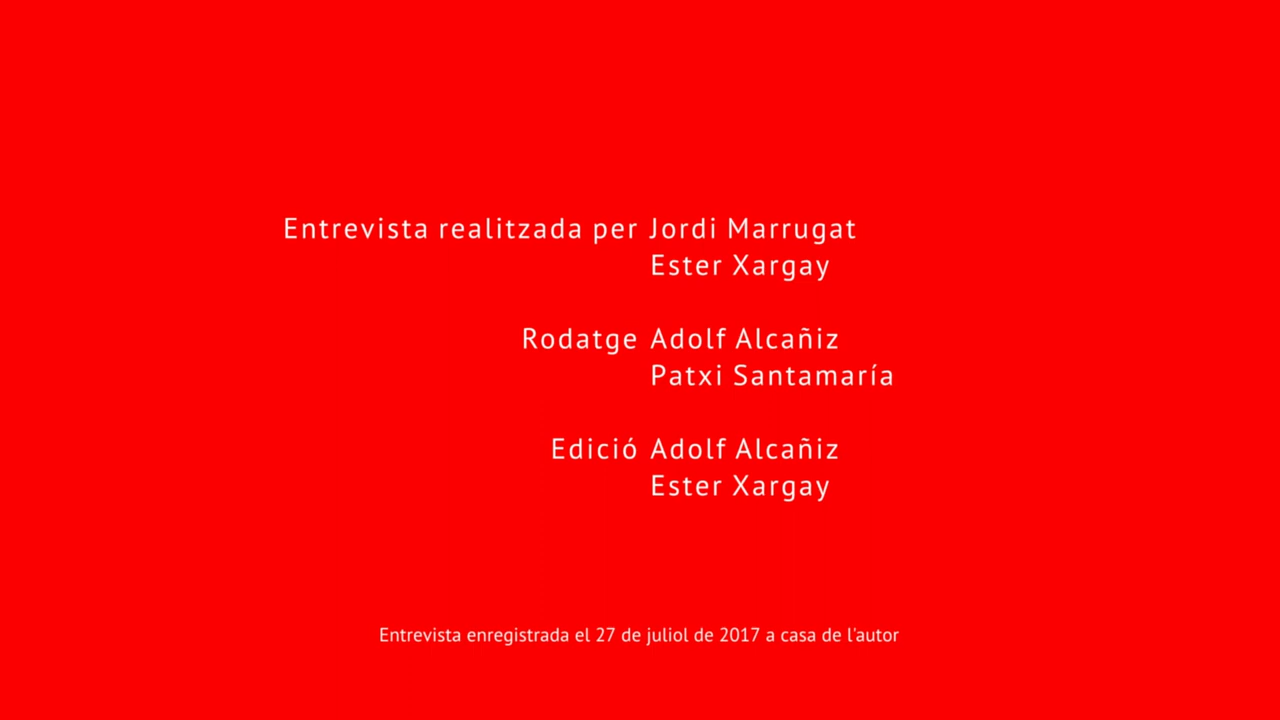 Entrevista realitzada per Jordi Marrugat
Ester Xargay
Rodatge Adolf Alcañiz
Patxi Santamaría
Edició Adolf Alcañiz
Ester Xargay
Entrevista enregistrada el 27 de juliol de 2017 a casa de l'autor